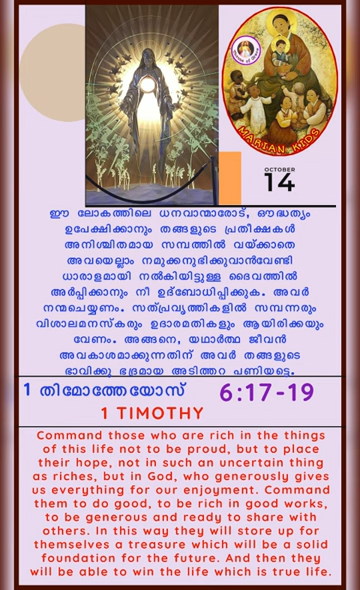 MARIAN KIDS
OCTOBER
14
ഈ ലോകത്തിലെ ധനവാന്മാരോട്, ഔദ്ധത്യം
ഉപേക്ഷിക്കാനും തങ്ങളുടെ പ്രതീക്ഷകൾ
അനിശ്ചിതമായ സമ്പത്തിൽ വയ്ക്കാതെ
അവയെല്ലാം നമുക്കനുഭവിക്കുവാൻവേണ്ടി
ധാരാളമായി നൽകിയിട്ടുള്ള ദൈവത്തിൽ
അർപ്പിക്കാനും നീ ഉദ്ബോധിപ്പിക്കുക. അവർ
നന്മചെയ്യണം. സത്പ്രവൃത്തികളിൽ സമ്പന്നരും
വിശാലമനസ്കരും ഉദാരമതികളും ആയിരിക്കയും
വേണം. അങ്ങനെ, യഥാർത്ഥ ജീവൻ
അവകാശമാക്കുന്നതിന് അവർ തങ്ങളുടെ
ഭാവിക്കു ഭദ്രമായ അടിത്തറ പണിയട്ടെ.
1 തിമോത്തേയോസ് 6:17-19
1 TIMOTHY
Command those who are rich in the things
of this life not to be proud, but to place
their hope, not in such an uncertain thing
as riches, but in God, who generously gives
us everything for our enjoyment. Command
them to do good, to be rich in good works,
to be generous and ready to share with
others. In this way they will store up for
themselves a treasure which will be a solid
foundation for the future. And then they
will be able to win the life which is true life.